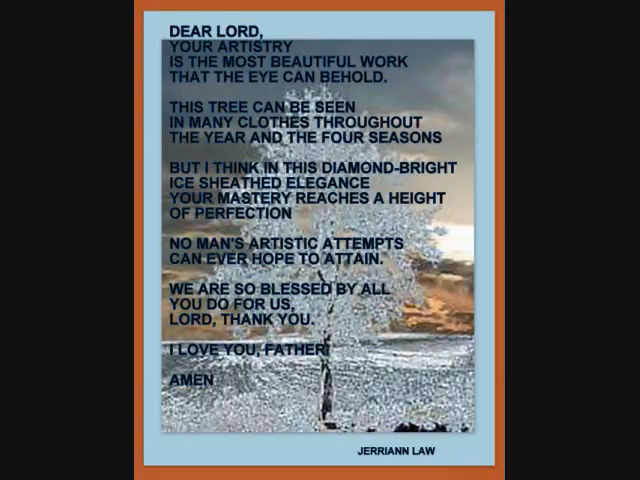 DEAR LORD,
YOUR ARTISTRY
IS THE MOST BEAUTIFUL WORK
THAT THE EYE CAN BEHOLD.
THIS TREE CAN BE SEEN
IN MANY CLOTHES THROUGHOUT
THE YEAR AND THE FOUR SEASONS
BUT I THINK IN THIS DIAMOND-BRIGHT
ICE SHEATHED ELEGANCE
YOUR MASTERY REACHES A HEIGHT
OF PERFECTION
NO MAN'S ARTISTIC ATTEMPTS
CAN EVER HOPE TO ATTAIN.
WE ARE SO BLESSED BY ALL
YOU DO FOR US,
LORD, THANK YOU.
I LOVE YOU, FATHER!
AMEN
JERRIANN LAW